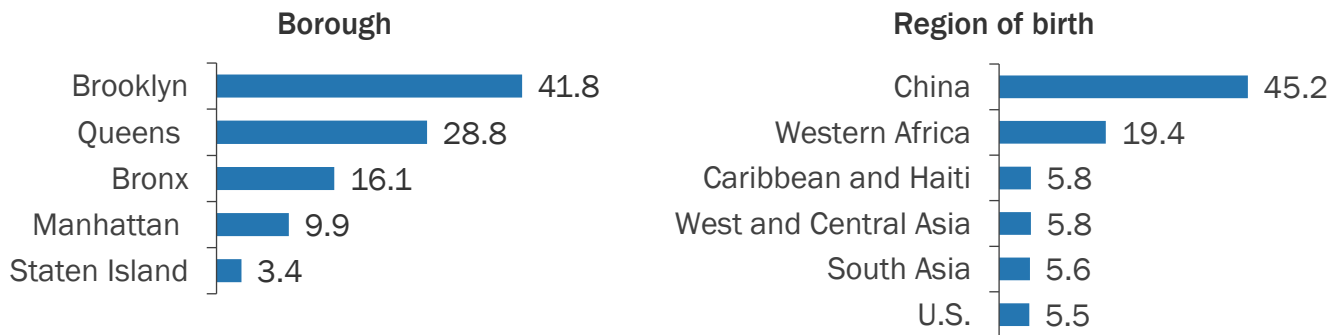 Borough
Brooklyn 41.8
Queens 28.8
Bronx 16.1
Manhattan 9.9
Staten Island 3.4
Region of birth
China 45.2
Western Africa 19.4
Caribbean and Haiti 5.8
West and Central Asia 5.8
South Asia 5.6
U.S. 5.5